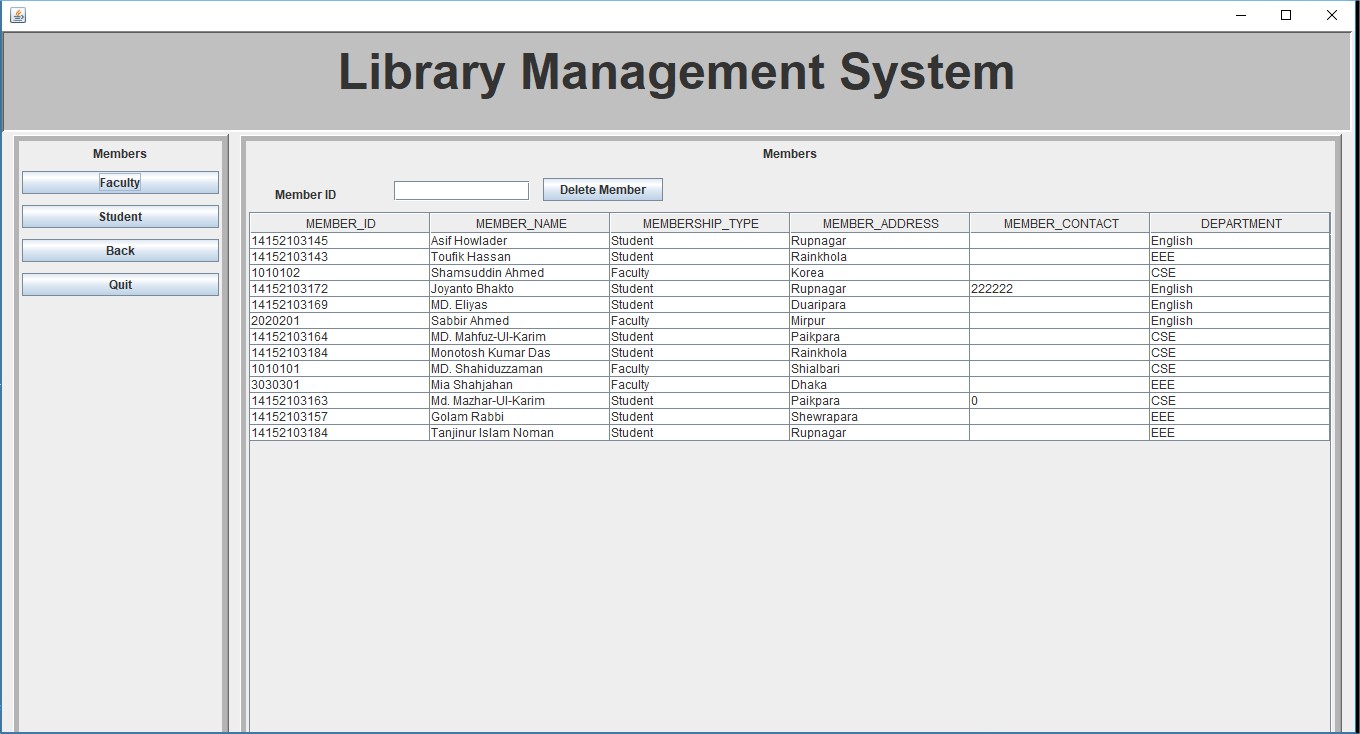 Library Management System
Members
Faculty
Student
Back
Quit
Members
Member ID Delete Member
MEMBER_ID MEMBER_NAME MEMBERSHIP_TYPE MEMBER_ADDRESS MEMBER_CONTACT DEPARTMENT
14152103145 Asif Howlader Student Rupnagar English
14152103143 Toufik Hassan Student Rainkhola EEE
1010102 Shamsuddin Ahmed Faculty Korea CSE
14152103172 Joyanto Bhakto Student Rupnagar 222222 English
14152103169 MD. Eliyas Student Duaripara English
2020201 Sabbir Ahmed Faculty Mirpur English
14152103164 MD. Mahfuz-Ul-Karim Student Paikpara CSE
14152103184 Monotosh Kumar Das Student Rainkhola CSE
1010101 MD. Shahiduzzaman Faculty Shialbari CSE
3030301 Mia Shahjahan Faculty Dhaka EEE
14152103163 Md. Mazhar-Ul-Karim Student Paikpara 0 CSE
14152103157 Golam Rabbi Student Shewrapara EEE
14152103184 Tanjinur Islam Noman Student Rupnagar EEE